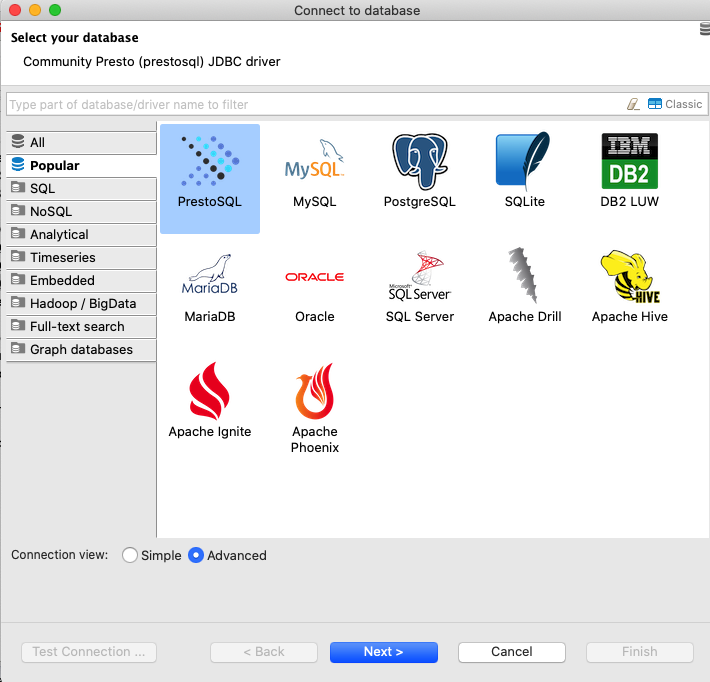 Connect to database
Select your database
Community Presto (prestosql) JDBC driver
Type part of database/driver name to filter
Classic
All
Popular
SQL
NoSQL
Analytical
Timeseries
Embedded
Hadoop / BigData
Full-text search
Graph databases
PrestoSQL
MySQL
MySQL
PostgreSQL
SQLite
IBM
DB2
DB2 LUW
MariaDB
MariaDB
ORACLE
Oracle
Microsoft
SQL Server
SQL Server
Apache Drill
HIVE
Apache Hive
Apache Ignite
Apache
Phoenix
Connection view:
Simple
Advanced
Test Connection ...
< Back
Next >
Cancel
Finish